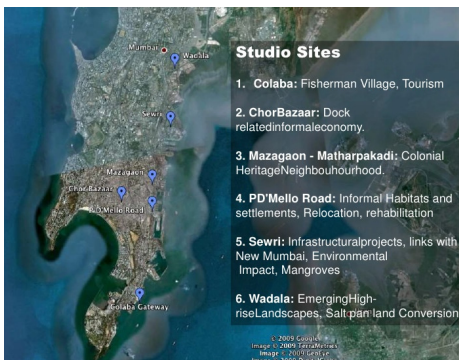 Mumbai
Wadala
Sewri
Mazagaon
Chor Bazaar
P.D'Mello Road
Colaba Gateway
Studio Sites
1. Colaba: Fisherman Village, Tourism
2. ChorBazaar: Dock
relatedinformaleconomy.
3. Mazagaon - Matharpakadi: Colonial
HeritageNeighbouhourhood.
4. PD'Mello Road: Informal Habitats and
settlements, Relocation, rehabilitation
5. Sewri: Infrastructuralprojects, links with
New Mumbai, Environmental
Impact, Mangroves
6. Wadala: EmergingHigh-
riseLandscapes, Salt pan land Conversion
© 2009 Google
Image © 2009 TerraMetrics
Image © 2009 GeoEye